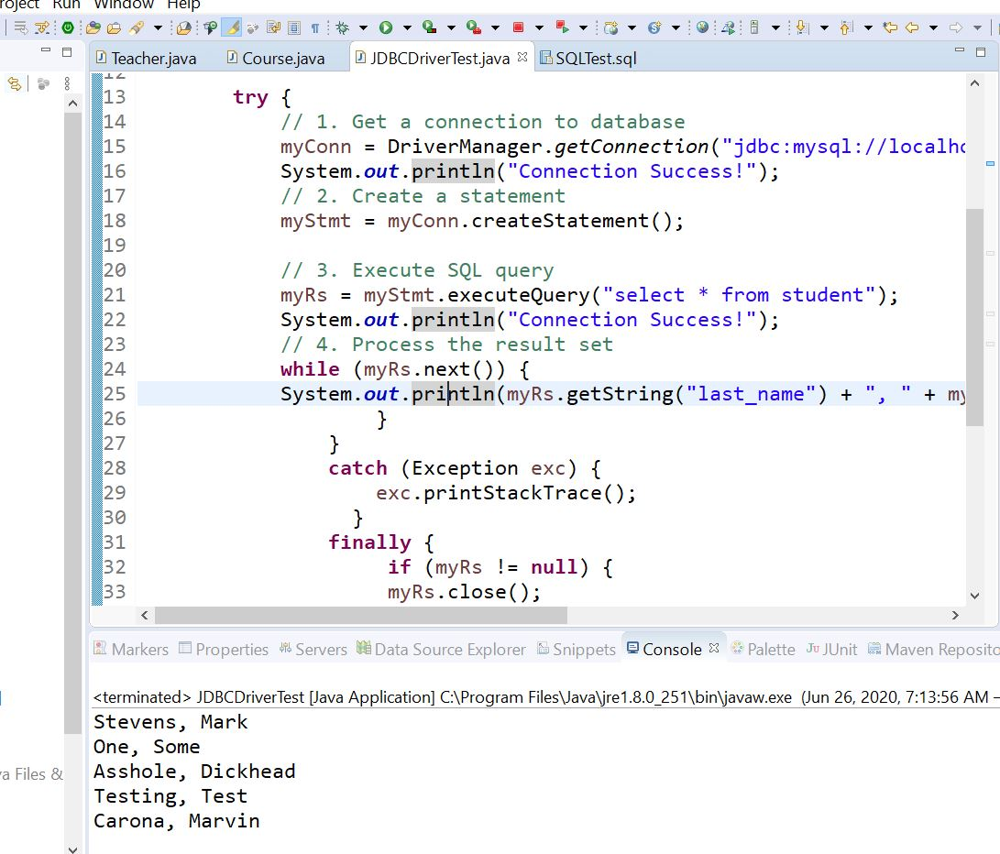 roject Run Window Help
Teacher.java Course.java JDBCDriverTest.java SQLTest.sql
12
13 try {
14 // 1. Get a connection to database
15 myConn = DriverManager.getConnection("jdbc:mysql://localho
16 System.out.println("Connection Success!");
17 // 2. Create a statement
18 myStmt = myConn.createStatement();
19
20 // 3. Execute SQL query
21 myRs = myStmt.executeQuery("select * from student");
22 System.out.println("Connection Success!");
23 // 4. Process the result set
24 while (myRs.next()) {
25 System.out.println(myRs.getString("last_name") + ", " + my
26 }
27 }
28 catch (Exception exc) {
29 exc.printStackTrace();
30 }
31 finally {
32 if (myRs != null) {
33 myRs.close();
Markers Properties Servers Data Source Explorer Snippets Console Palette Ju JUnit Maven Reposito
<terminated> JDBCDriverTest [Java Application] C:\Program Files\Java\jre1.8.0_251\bin\javaw.exe (Jun 26, 2020, 7:13:56 AM –
Stevens, Mark
One, Some
Asshole, Dickhead
va Files &
Testing, Test
Carona, Marvin